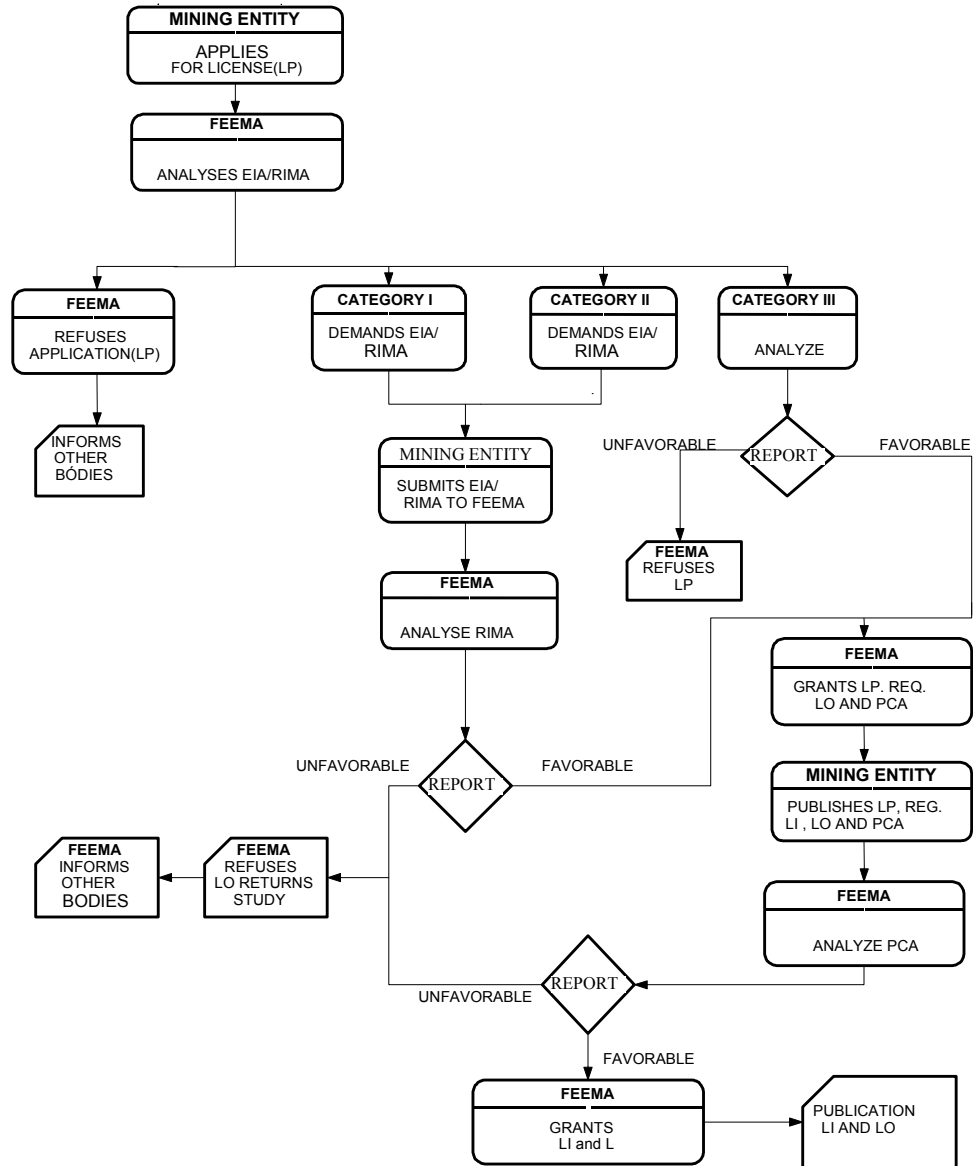 MINING ENTITY
APPLIES
FOR LICENSE(LP)
FEEMA
ANALYSES EIA/RIMA
FEEMA
REFUSES
APPLICATION(LP)
INFORMS
OTHER
BÓDIES
CATEGORY I
DEMANDS EIA/
RIMA
CATEGORY II
DEMANDS EIA/
RIMA
CATEGORY III
ANALYZE
MINING ENTITY
SUBMITS EIA/
RIMA TO FEEMA
UNFAVORABLE
REPORT
FAVORABLE
FEEMA
REFUSES
LP
FEEMA
ANALYSE RIMA
FEEMA
GRANTS LP. REQ.
LO AND PCA
UNFAVORABLE
REPORT
FAVORABLE
MINING ENTITY
PUBLISHES LP, REG.
LI , LO AND PCA
FEEMA
INFORMS
OTHER
BODIES
FEEMA
REFUSES
LO RETURNS
STUDY
FEEMA
ANALYZE PCA
UNFAVORABLE
REPORT
FAVORABLE
FEEMA
GRANTS
LI and L
PUBLICATION
LI AND LO